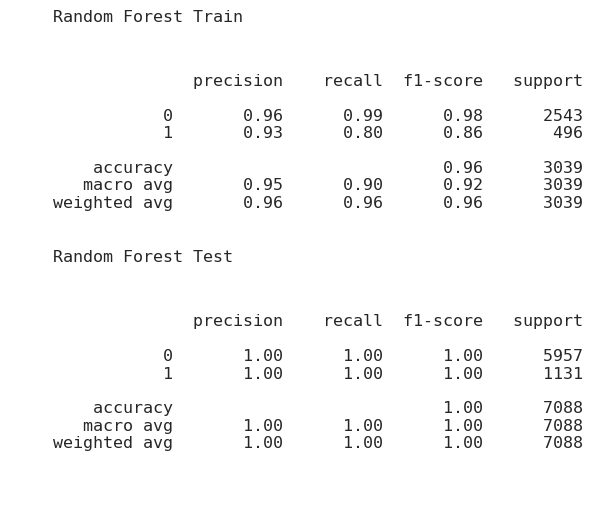 Random Forest Train
precision recall f1-score support
0 0.96 0.99 0.98 2543
1 0.93 0.80 0.86 496
accuracy 0.96 3039
macro avg 0.95 0.90 0.92 3039
weighted avg 0.96 0.96 0.96 3039
Random Forest Test
precision recall f1-score support
0 1.00 1.00 1.00 5957
1 1.00 1.00 1.00 1131
accuracy 1.00 7088
macro avg 1.00 1.00 1.00 7088
weighted avg 1.00 1.00 1.00 7088